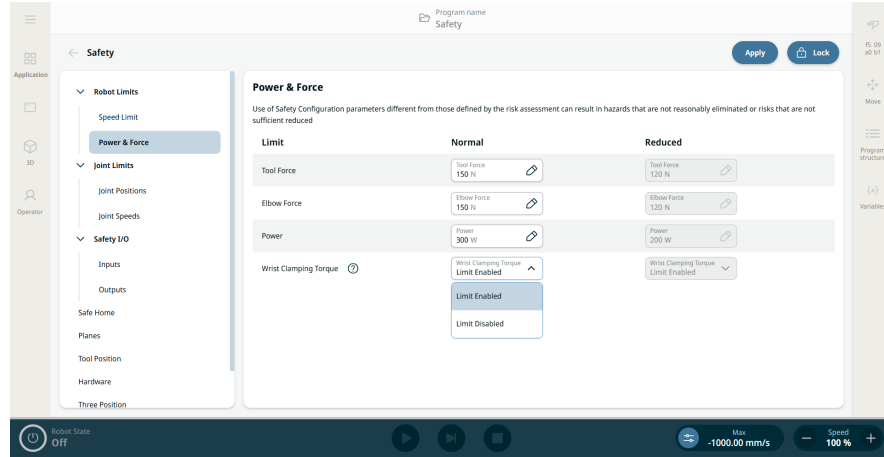 Program name
Safety
Safety
Apply
Lock
f5 09
a0 b1
Application
3D
Operator
Move
Program
structure
Variables
Robot Limits
Speed Limit
Power & Force
Joint Limits
Joint Positions
Joint Speeds
Safety I/O
Inputs
Outputs
Safe Home
Planes
Tool Position
Hardware
Three Position
Power & Force
Use of Safety Configuration parameters different from those defined by the risk assessment can result in hazards that are not reasonably eliminated or risks that are not
sufficient reduced
Limit Normal Reduced
Tool Force
Tool Force
150 N
Tool Force
120 N
Elbow Force
Elbow Force
150 N
Elbow Force
120 N
Power
Power
300 W
Power
200 W
Wrist Clamping Torque ?
Wrist Clamping Torque
Limit Enabled
Wrist Clamping Torque
Limit Enabled
Limit Enabled
Limit Disabled
Robot State
Off
Max
-1000.00 mm/s
Speed
100 %